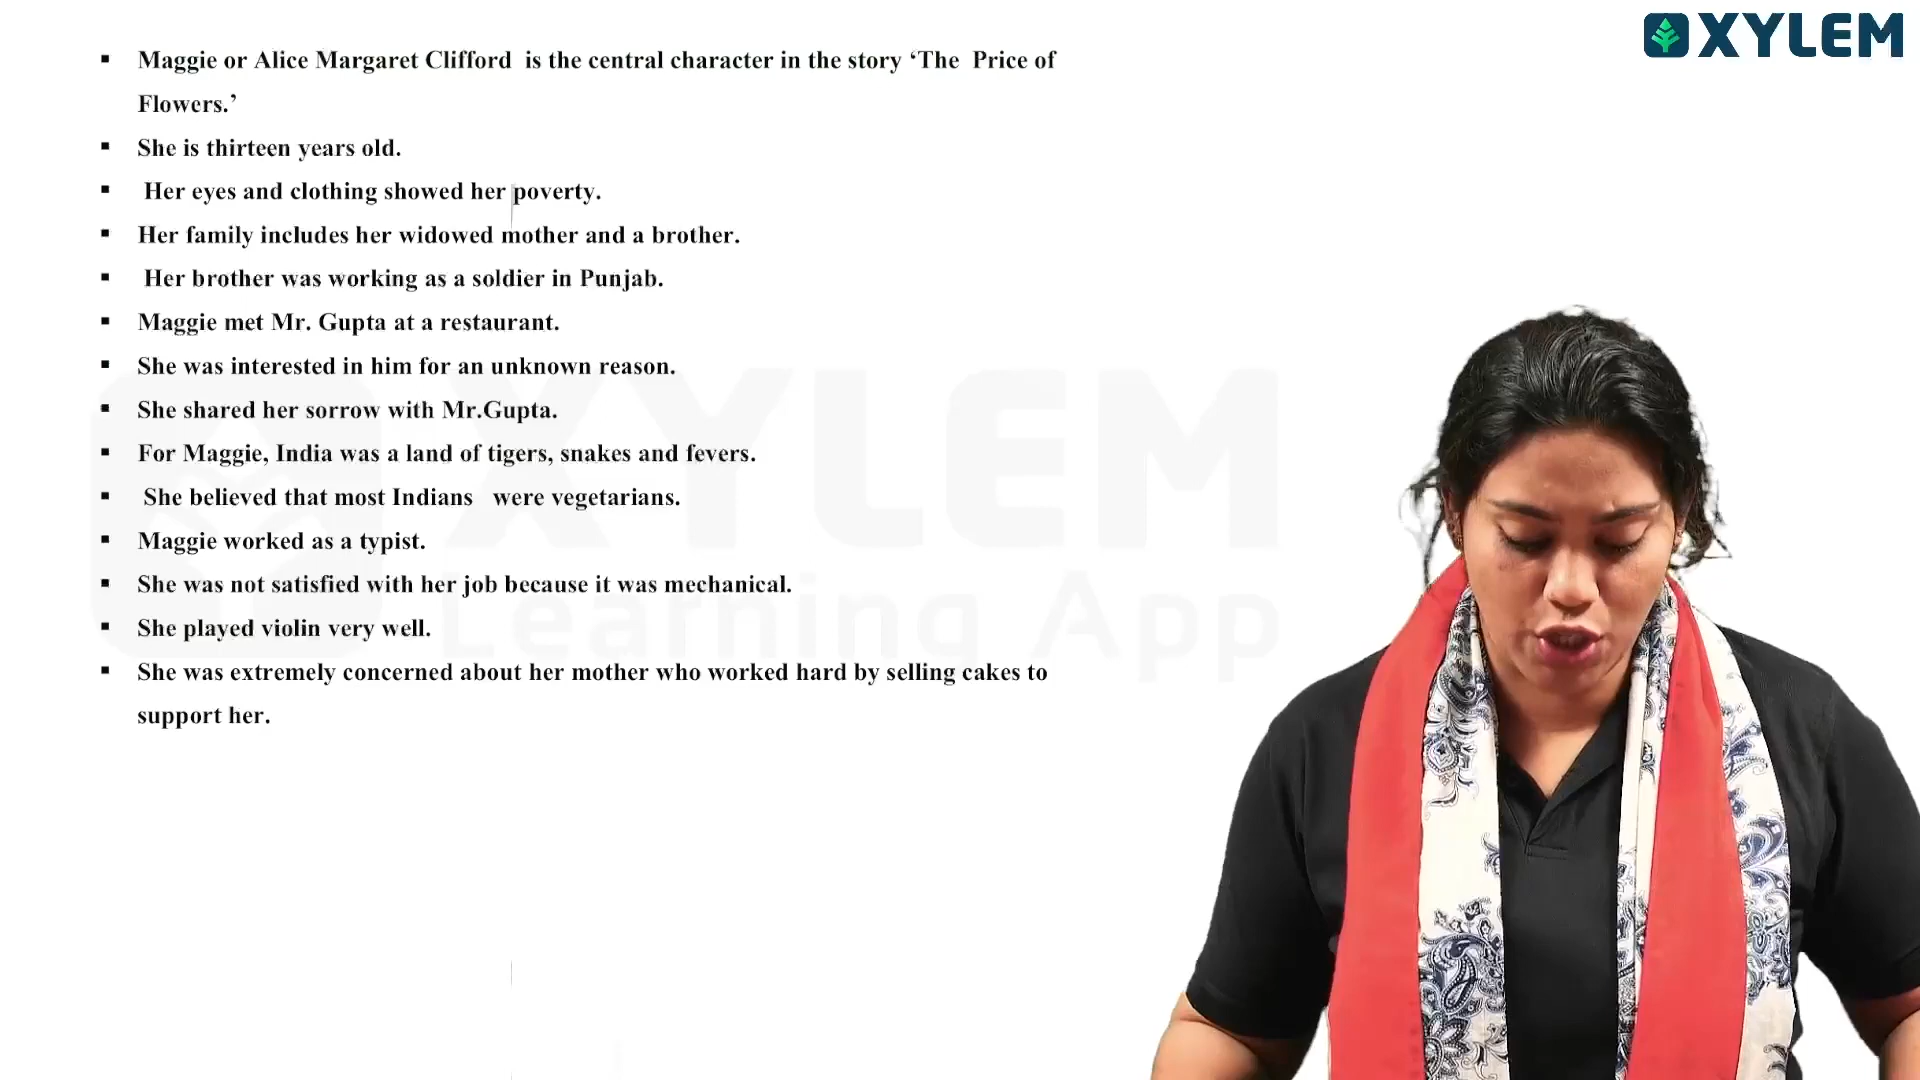 XYLEM
▪ Maggie or Alice Margaret Clifford is the central character in the story ‘The Price of
Flowers.’
▪ She is thirteen years old.
▪ Her eyes and clothing showed her poverty.
▪ Her family includes her widowed mother and a brother.
▪ Her brother was working as a soldier in Punjab.
▪ Maggie met Mr. Gupta at a restaurant.
▪ She was interested in him for an unknown reason.
▪ She shared her sorrow with Mr.Gupta.
▪ For Maggie, India was a land of tigers, snakes and fevers.
▪ She believed that most Indians were vegetarians.
▪ Maggie worked as a typist.
▪ She was not satisfied with her job because it was mechanical.
▪ She played violin very well.
▪ She was extremely concerned about her mother who worked hard by selling cakes to
support her.
XYLEM
Learning App